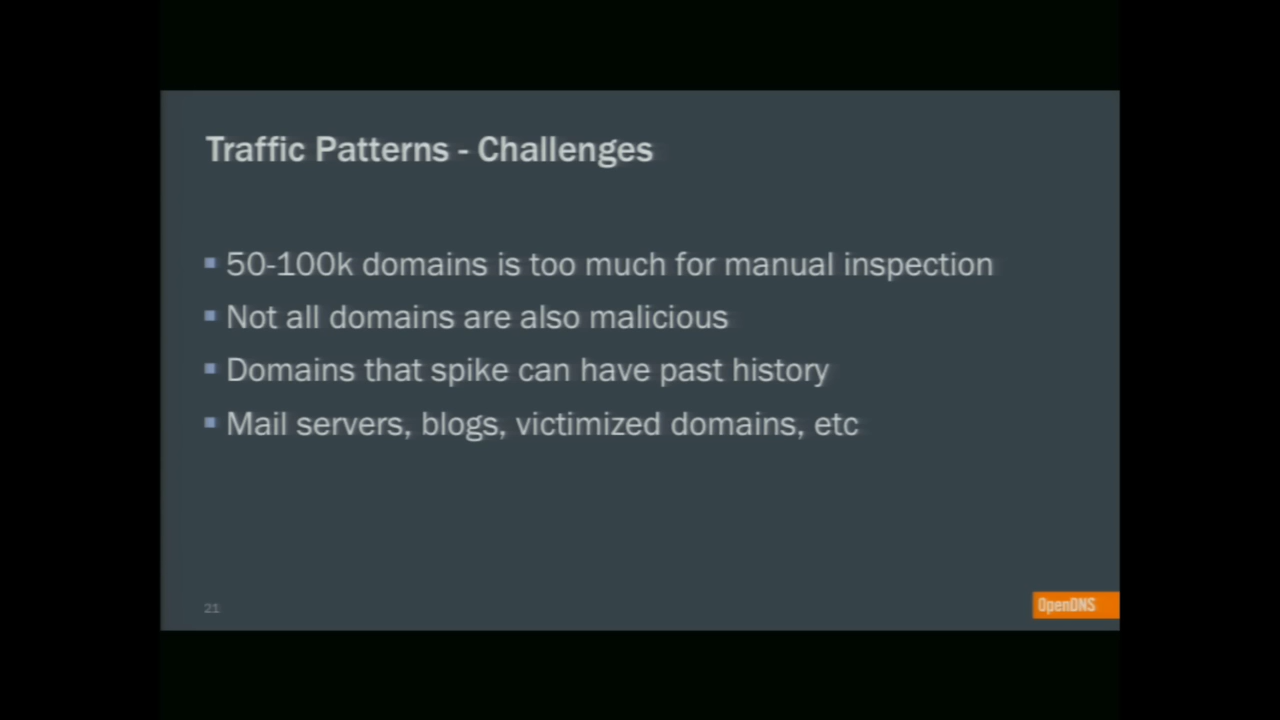 Traffic Patterns - Challenges
▪ 50-100k domains is too much for manual inspection
▪ Not all domains are also malicious
▪ Domains that spike can have past history
▪ Mail servers, blogs, victimized domains, etc
21
OpenDNS